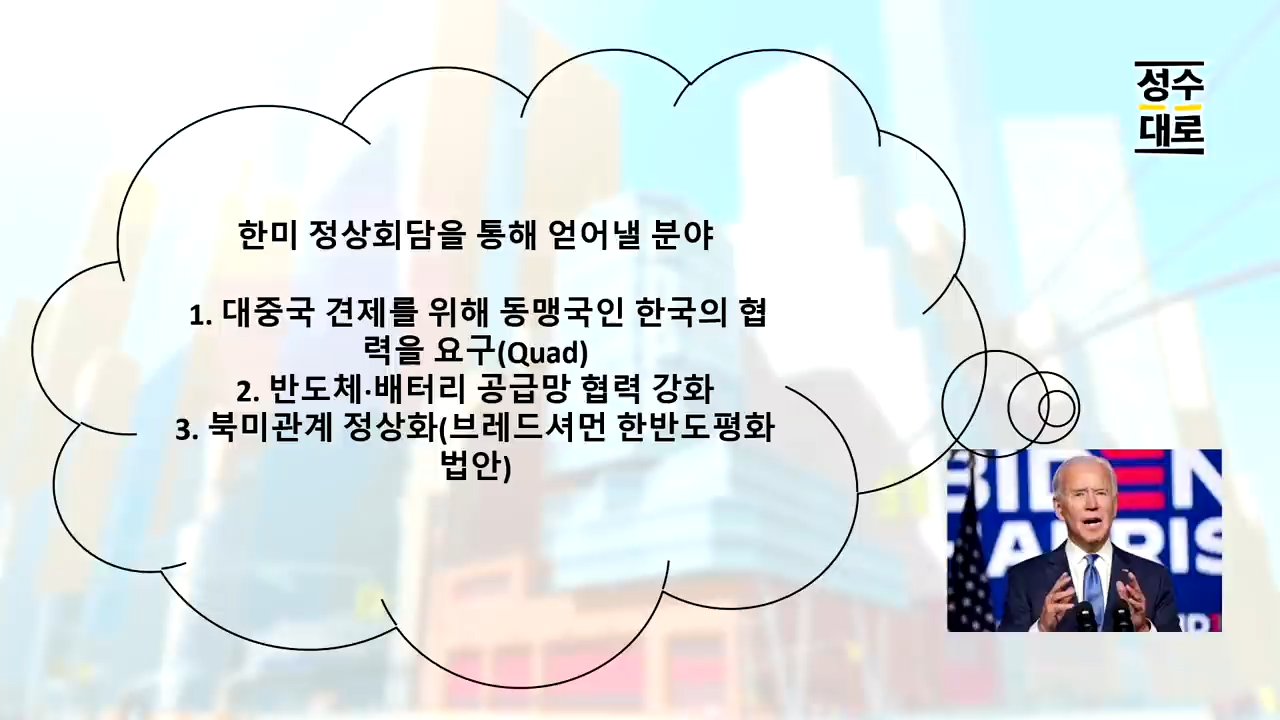 성수
대로
한미 정상회담을 통해 얻어낼 분야
1. 대중국 견제를 위해 동맹국인 한국의 협
력을 요구(Quad)
2. 반도체·배터리 공급망 협력 강화
3. 북미관계 정상화(브레드셔먼 한반도평화
법안)
BIDEN
HARRIS